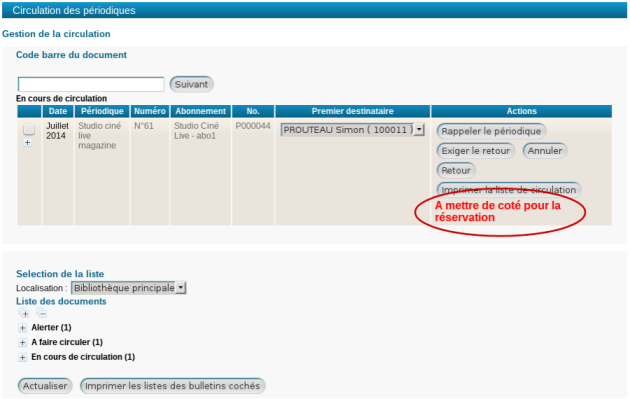 Circulation des périodiques
Gestion de la circulation
Code barre du document
Suivant
En cours de circulation
Date Périodique Numéro Abonnement No. Premier destinataire Actions
Juillet 2014 Studio ciné live magazine N°61 Studio Ciné Live - abo1 P000044 PROUTEAU Simon ( 100011 ) Rappeler le périodique
Exiger le retour Annuler
Retour
Imprimer la liste de circulation
A mettre de coté pour la
réservation
Selection de la liste
Localisation : Bibliothèque principale
Liste des documents
Alerter (1)
A faire circuler (1)
En cours de circulation (1)
Actualiser Imprimer les listes des bulletins cochés